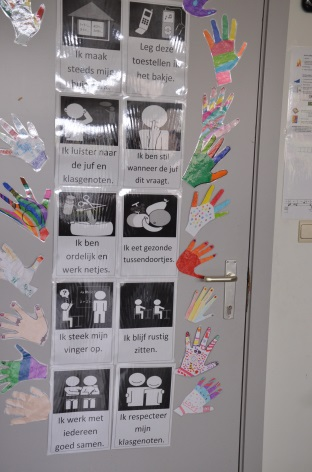 Ik maak
steeds mijn
Leg deze
toestellen in
het bakje.
Ik luister naar
de juf en
klasgenoten.
Ik ben stil
wanneer de juf
dit vraagt.
Ik ben
ordelijk en
werk netjes.
Ik eet gezonde
tussendoortjes.
Ik steek mijn
vinger op.
Ik blijf rustig
zitten.
Ik werk met
iedereen
goed samen.
Ik respecteer
mijn
klasgenoten.